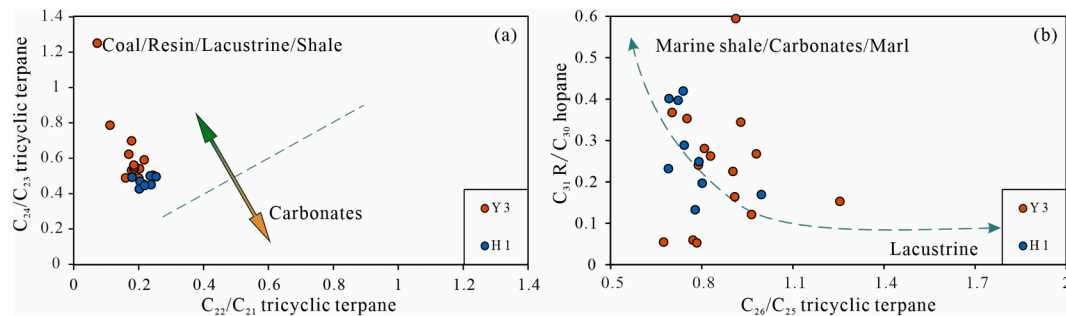 (a)
Coal/Resin/Lacustrine/Shale
Carbonates
C₂₄/C₂₃ tricyclic terpane
1.4
1.2
1
0.8
0.6
0.4
0.2
0
0 0.2 0.4 0.6 0.8 1 1.2 1.4
C₂₂/C₂₁ tricyclic terpane
Y 3
H 1
(b)
Marine shale/Carbonates/Marl
Lacustrine
C₃₁ R/C₃₀ hopane
0.6
0.5
0.4
0.3
0.2
0.1
0
0.5 0.8 1.1 1.4 1.7 2
C₂₆/C₂₅ tricyclic terpane
Y 3
H 1